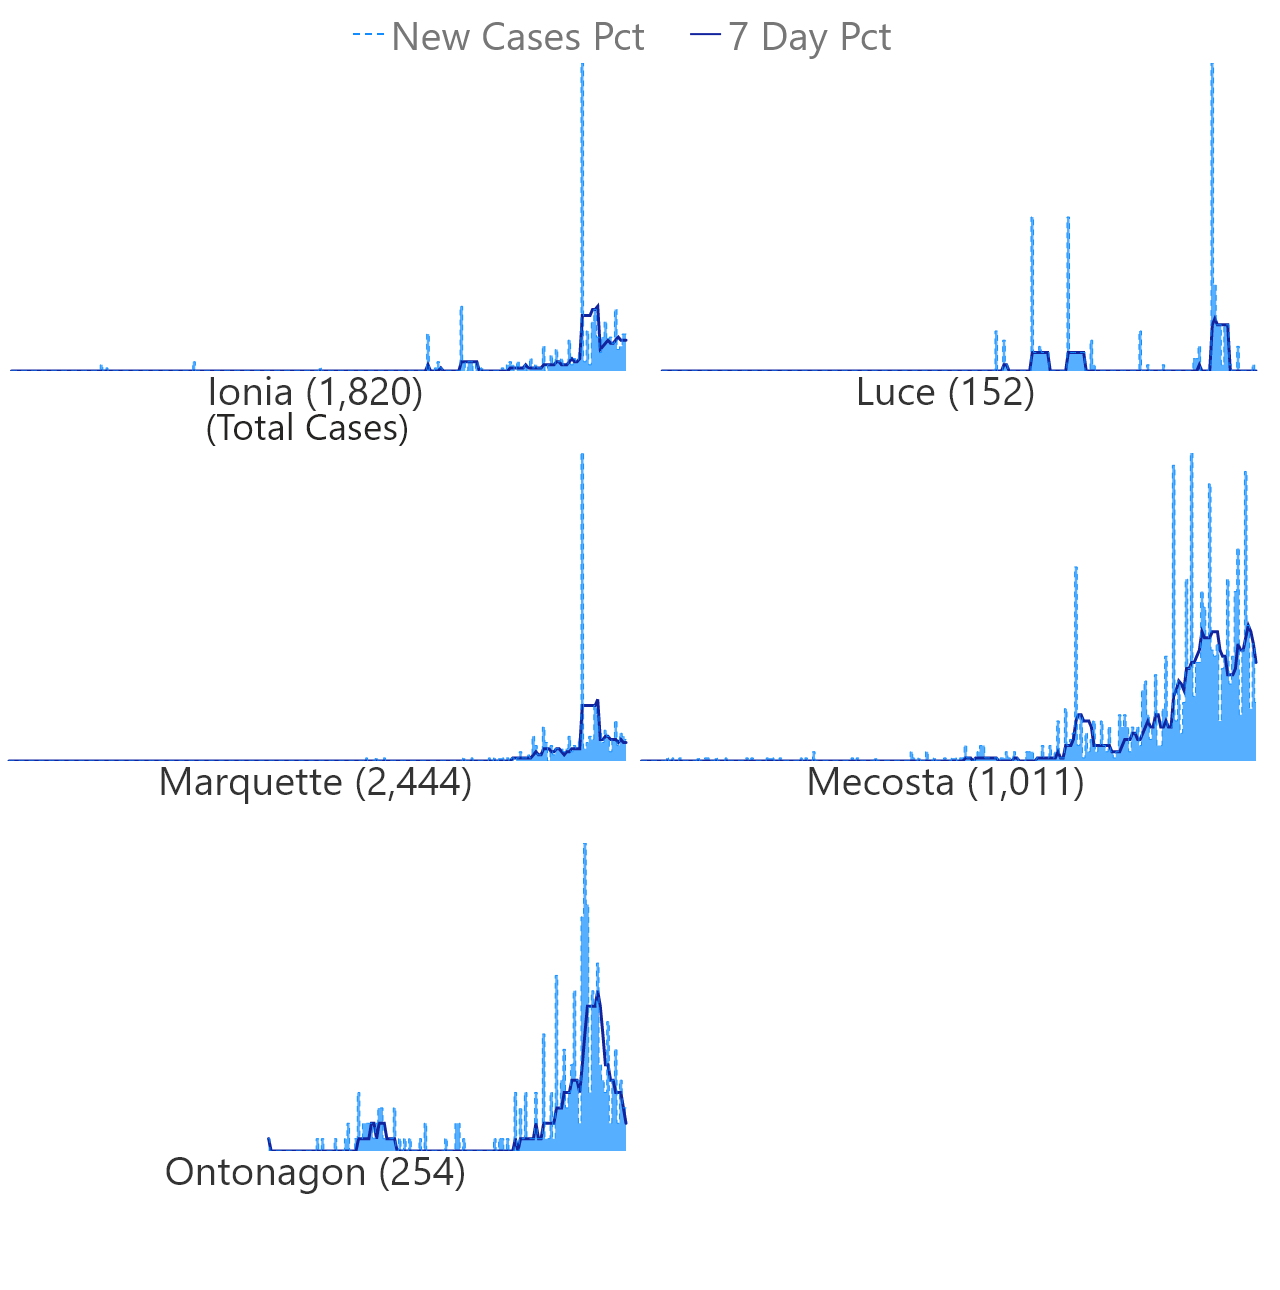 New Cases Pct 7 Day Pct
Ionia (1,820) Luce (152)
(Total Cases)
Marquette (2,444) Mecosta (1,011)
Ontonagon (254)